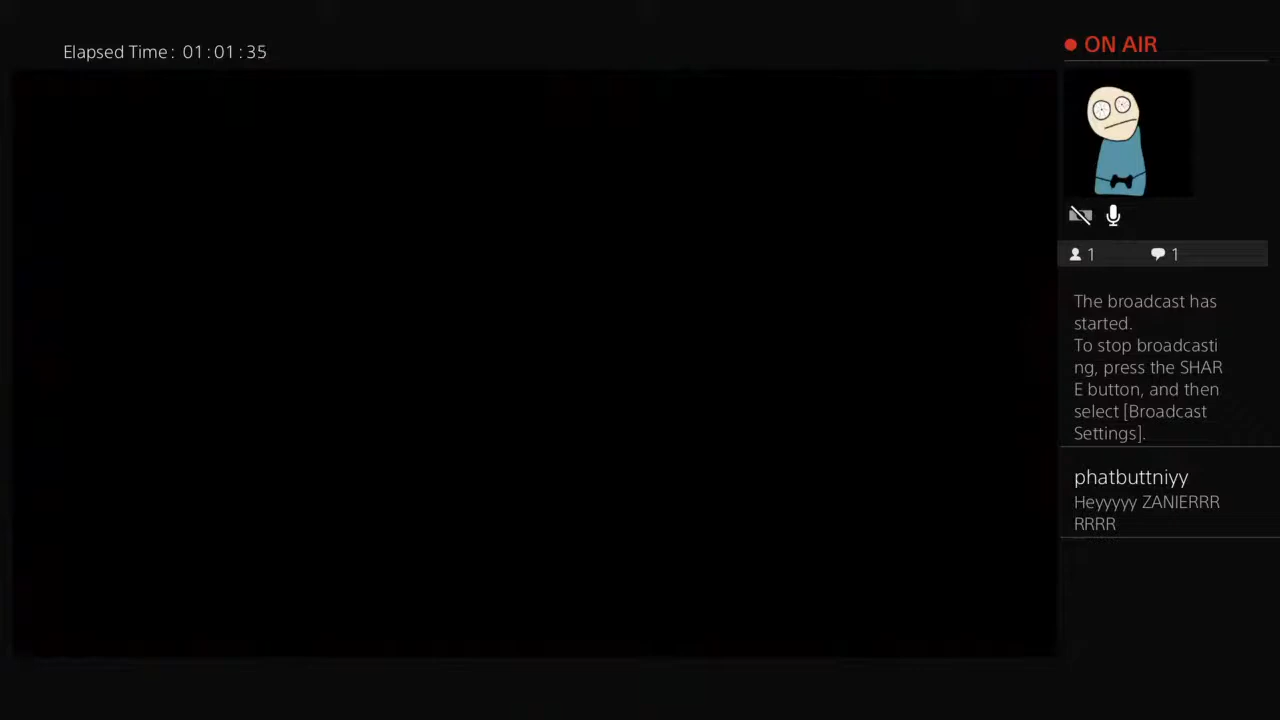 Elapsed Time: 01:01:35
ON AIR
1 1
The broadcast has
started.
To stop broadcasti
ng, press the SHAR
E button, and then
select [Broadcast
Settings].
phatbuttniyy
Heyyyyy ZANIERRR
RRRR